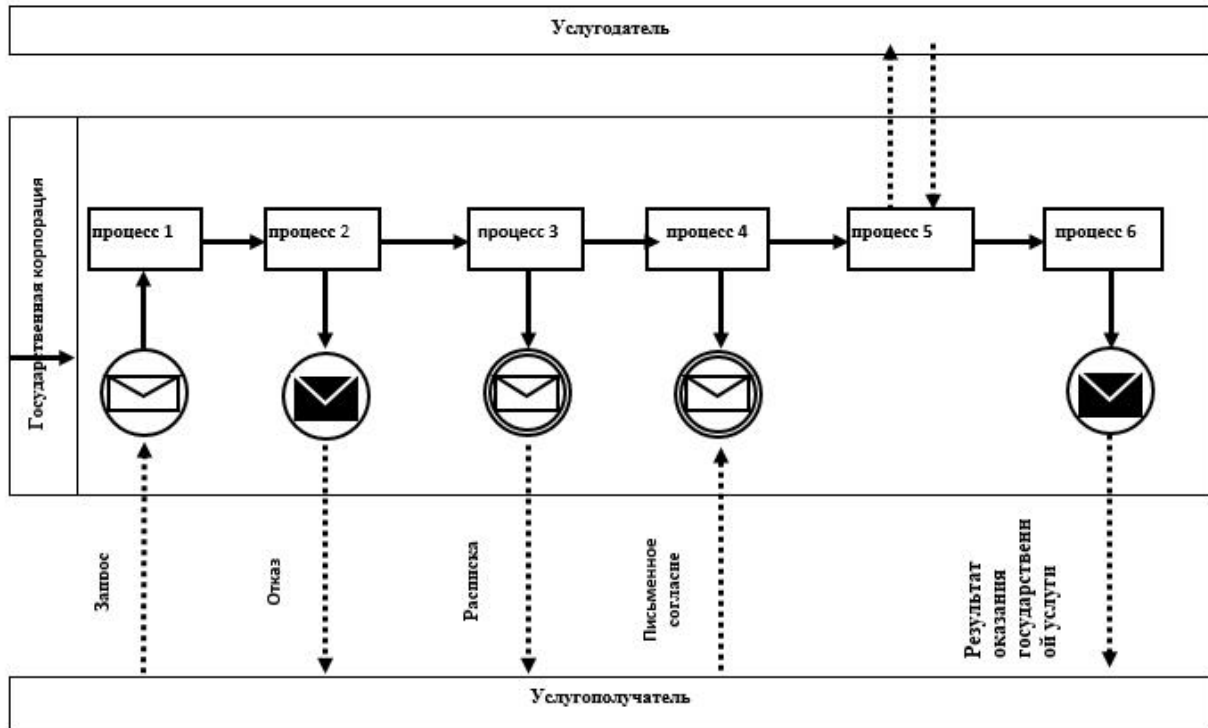 Услугодатель
Государственная корпорация
процесс 1
процесс 2
процесс 3
процесс 4
процесс 5
процесс 6
Запрос
Отказ
Расписка
Письменное
согласие
Результат
оказания
государственн
ой услуги
Услугополучатель